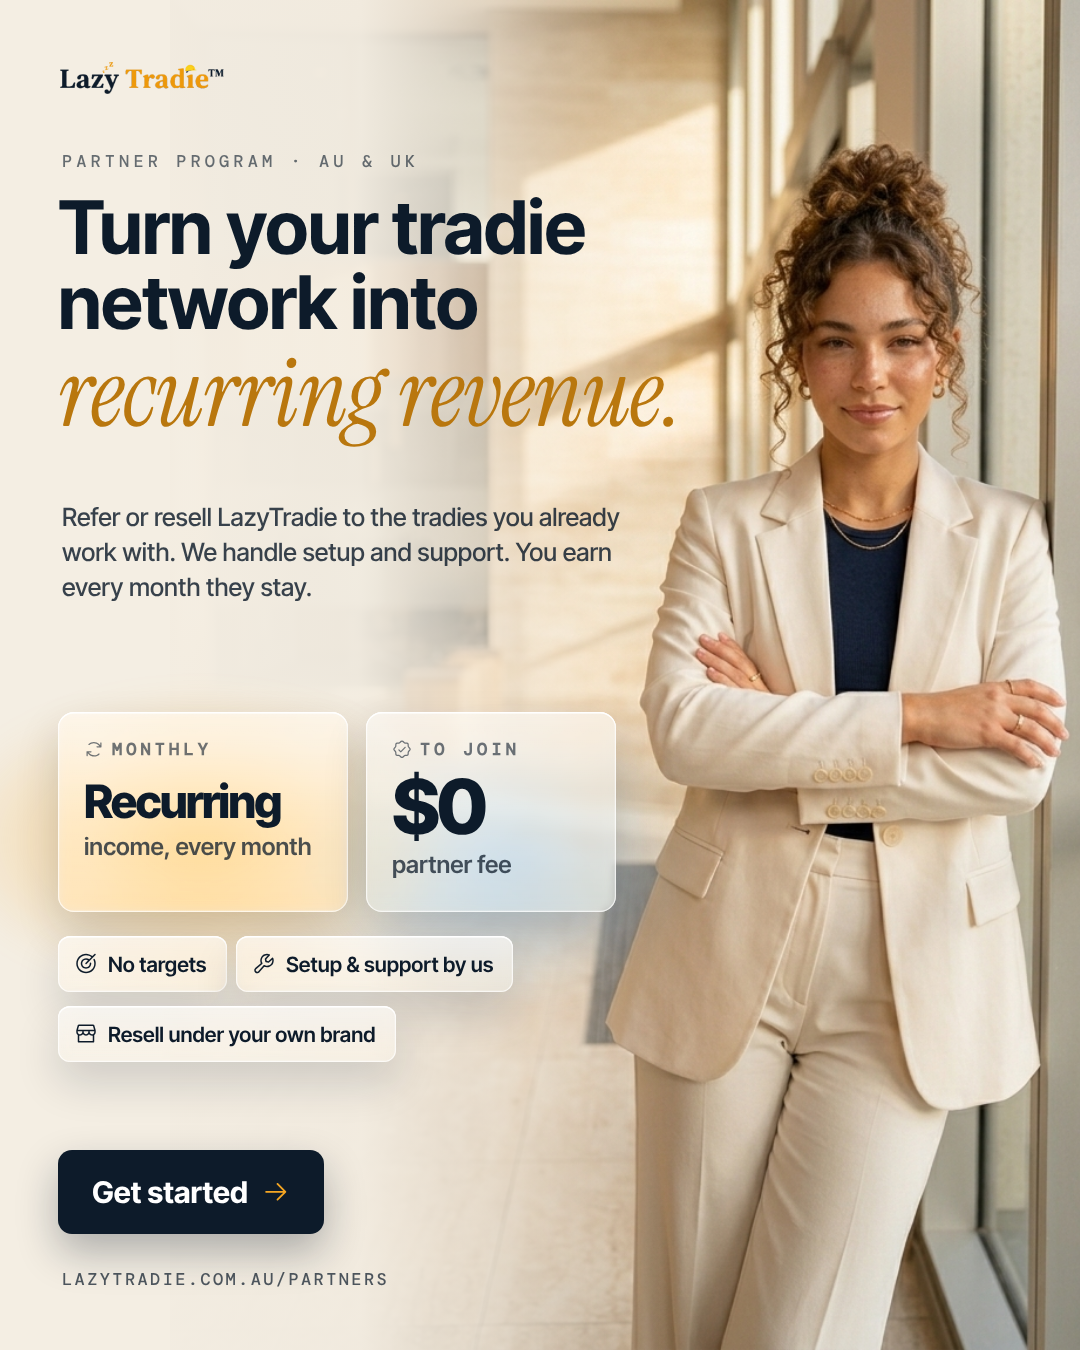 Lazy Tradie™
PARTNER PROGRAM · AU & UK
Turn your tradie
network into
recurring revenue.
Refer or resell LazyTradie to the tradies you already
work with. We handle setup and support. You earn
every month they stay.
MONTHLY
Recurring
income, every month
TO JOIN
$0
partner fee
No targets
Setup & support by us
Resell under your own brand
Get started →
LAZYTRADIE.COM.AU/PARTNERS